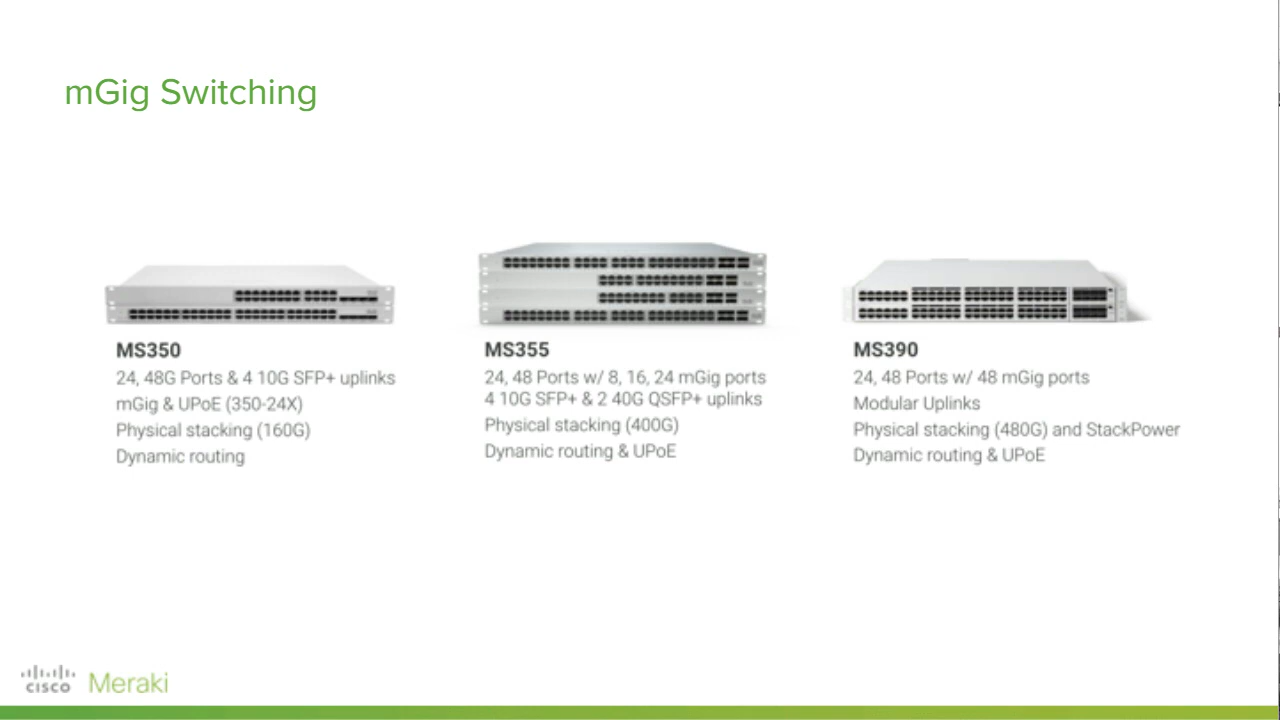 mGig Switching
MS350
24, 48G Ports & 4 10G SFP+ uplinks
mGig & UPoE (350-24X)
Physical stacking (160G)
Dynamic routing
MS355
24, 48 Ports w/ 8, 16, 24 mGig ports
4 10G SFP+ & 2 40G QSFP+ uplinks
Physical stacking (400G)
Dynamic routing & UPoE
MS390
24, 48 Ports w/ 48 mGig ports
Modular Uplinks
Physical stacking (480G) and StackPower
Dynamic routing & UPoE
CISCO Meraki